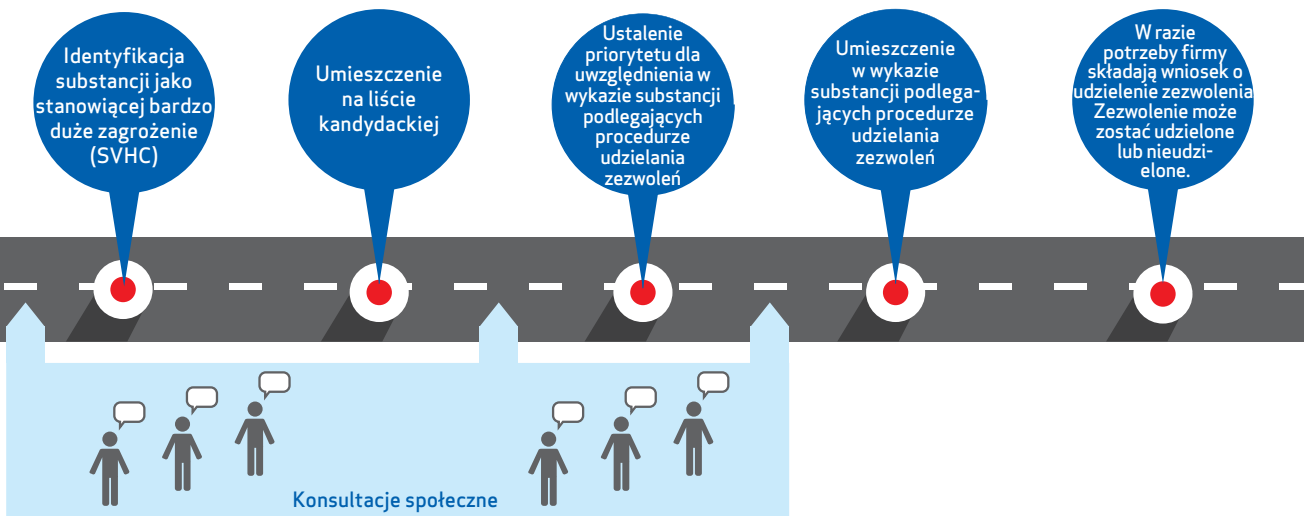 Identyfikacja
substancji jako
stanowiącej bardzo
duże zagrożenie
(SVHC)
Umieszczenie
na liście
kandydackiej
Ustalenie
priorytetu dla
uwzględnienia w
wykazie substancji
podlegających
procedurze
udzielania
zezwoleń
Umieszczenie
w wykazie
substancji podlega-
jących procedurze
udzielania
zezwoleń
W razie
potrzeby firmy
składają wniosek o
udzielenie zezwolenia
Zezwolenie może
zostać udzielone
lub nieudzi-
elone.
Konsultacje społeczne